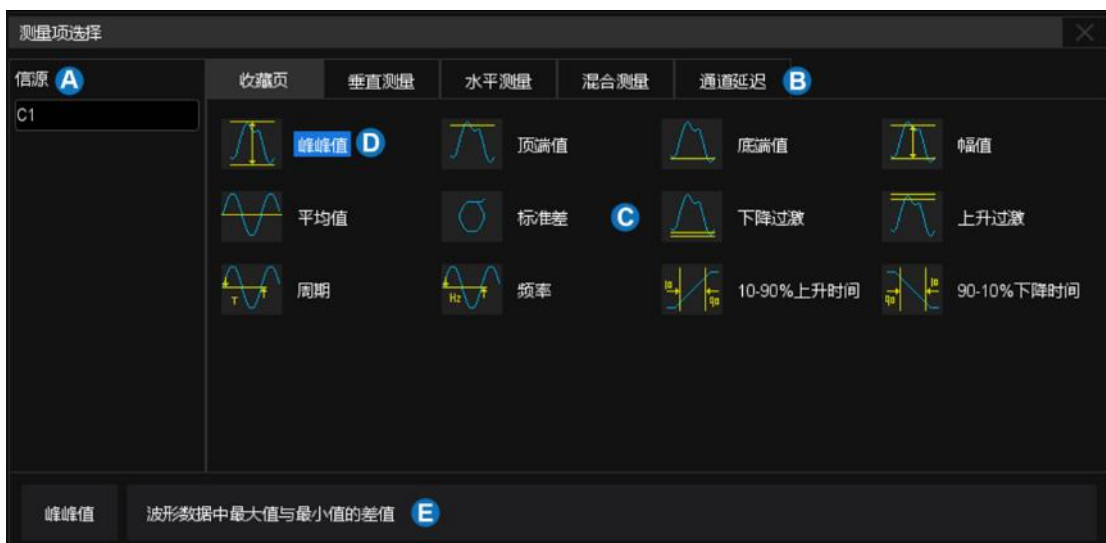 测量项选择
信源 A
收藏页 垂直测量 水平测量 混合测量 通道延迟 B
C1
峰峰值 D 顶端值 底端值 幅值
平均值 标准差 C 下降过激 上升过激
T 周期 Hz 频率 10-90%上升时间 90-10%下降时间
峰峰值 波形数据中最大值与最小值的差值 E